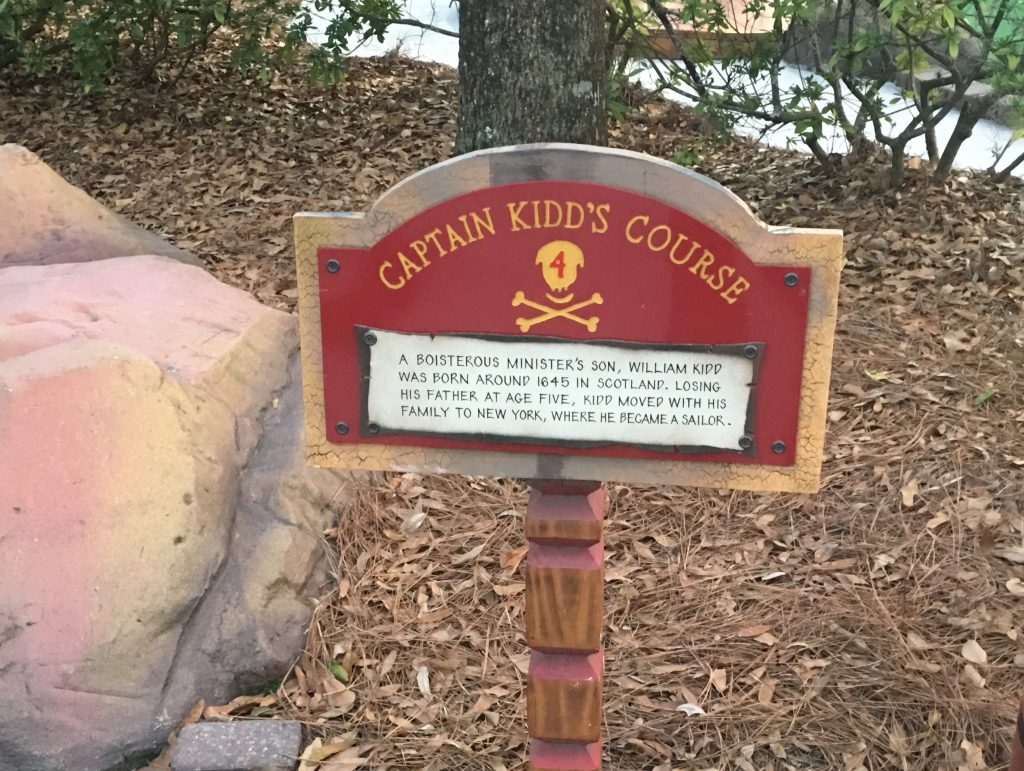 CAPTAIN KIDD'S COURSE
4
A BOISTEROUS MINISTER'S SON, WILLIAM KIDD
WAS BORN AROUND 1645 IN SCOTLAND. LOSING
HIS FATHER AT AGE FIVE, KIDD MOVED WITH HIS
FAMILY TO NEW YORK, WHERE HE BECAME A SAILOR.